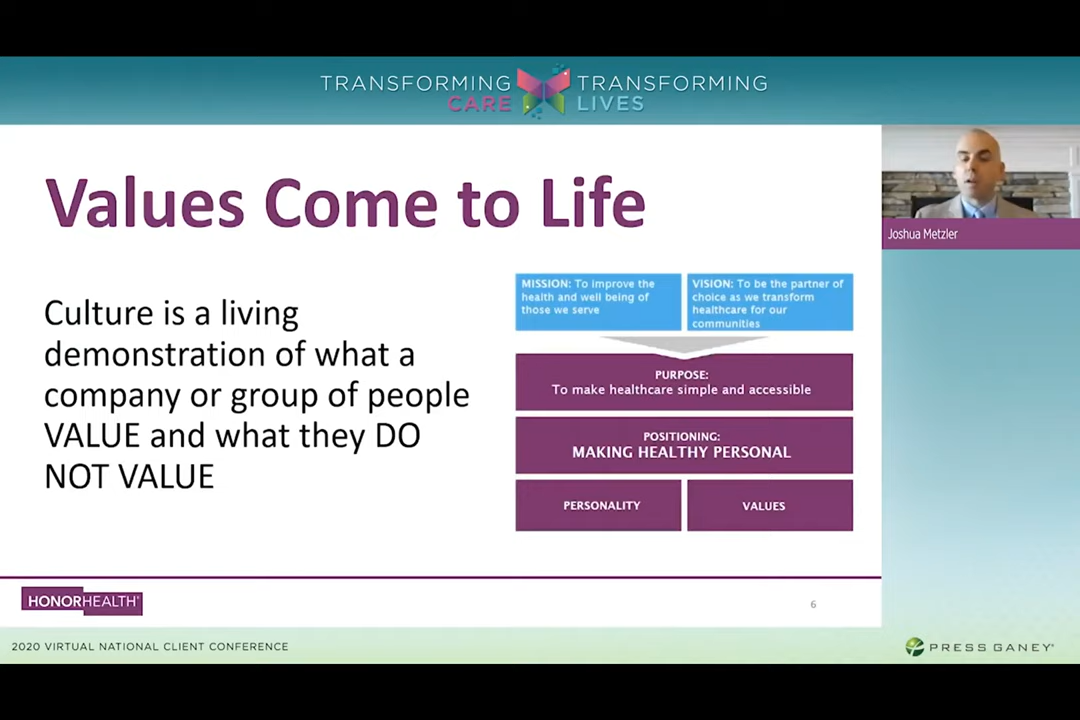 TRANSFORMING TRANSFORMING
CARE LIVES
Values Come to Life
Joshua Metzler
Culture is a living
demonstration of what a
company or group of people
VALUE and what they DO
NOT VALUE
MISSION: To improve the
health and well being of
those we serve
VISION: To be the partner of
choice as we transform
healthcare for our
communities
PURPOSE:
To make healthcare simple and accessible
POSITIONING:
MAKING HEALTHY PERSONAL
PERSONALITY
VALUES
HONORHEALTH®
6
2020 VIRTUAL NATIONAL CLIENT CONFERENCE
PRESS GANEY®